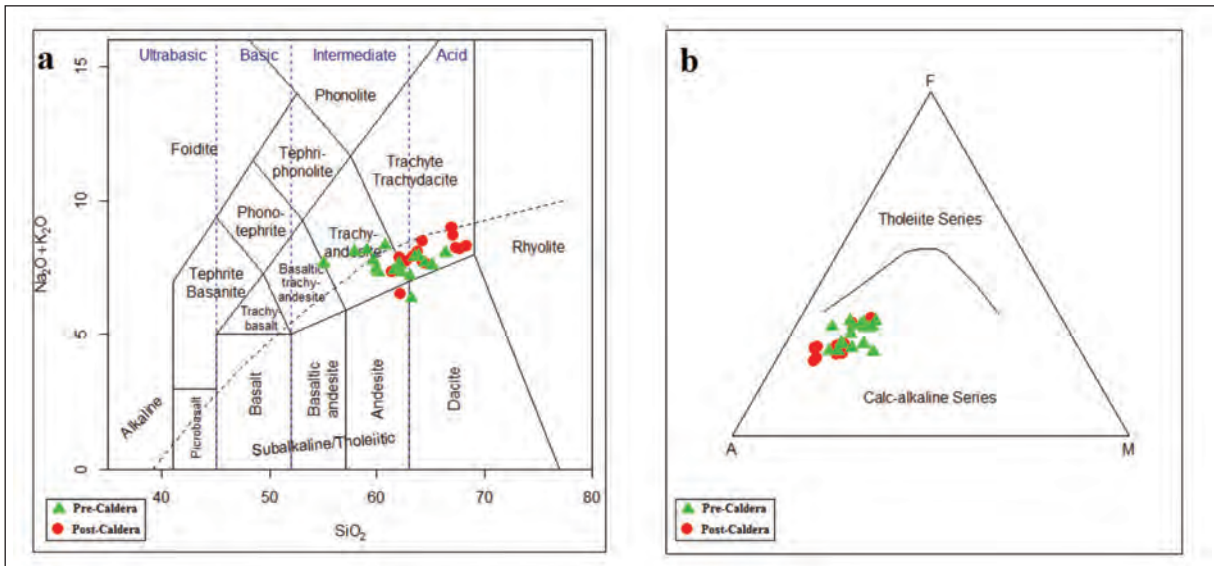 a
Ultrabasic Basic Intermediate Acid
Phonolite
Foidite
Tephri-
phonolite
Trachyte
Trachydacite
Phono-
tephrite
Trachy-
andesite
Rhyolite
Tephrite
Basanite
Basaltic
trachy-
andesite
Trachy-
basalt
Alkaline
Picrobasalt
Basalt
Basaltic
andesite
Andesite
Dacite
Subalkaline/Tholeiitic
Na₂O + K₂O
0
5
10
15
40 50 60 70 80
SiO₂
Pre-Caldera
Post-Caldera
b
F
Tholeiite Series
Calc-alkaline Series
A M
Pre-Caldera
Post-Caldera